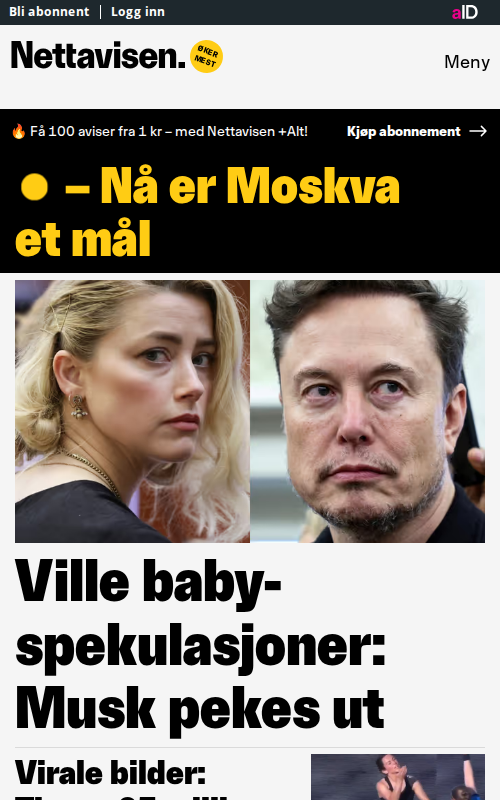 Bli abonnent | Logg inn
aID
Nettavisen.
ØKER
MEST
Meny
🔥 Få 100 aviser fra 1 kr – med Nettavisen +Alt!
Kjøp abonnement →
– Nå er Moskva
et mål
Ville baby-
spekulasjoner:
Musk pekes ut
Virale bilder: